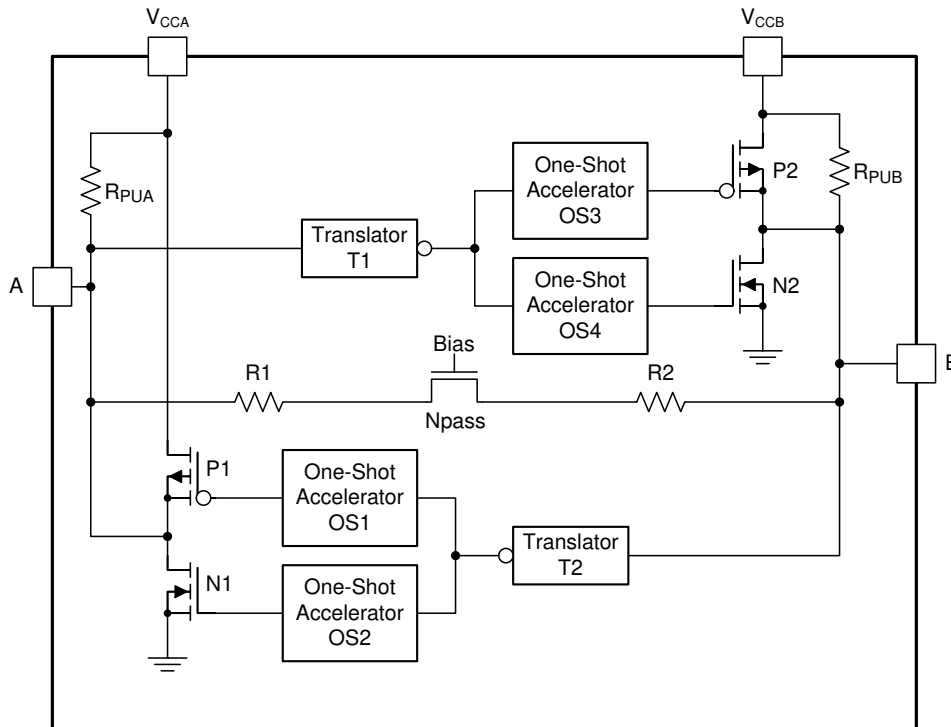 VCCA
VCCB
RPUA
One-Shot
Accelerator
OS3
P2
RPUB
Translator
T1
A
One-Shot
Accelerator
OS4
N2
Bias
R1
R2
Npass
P1
One-Shot
Accelerator
OS1
Translator
T2
N1
One-Shot
Accelerator
OS2